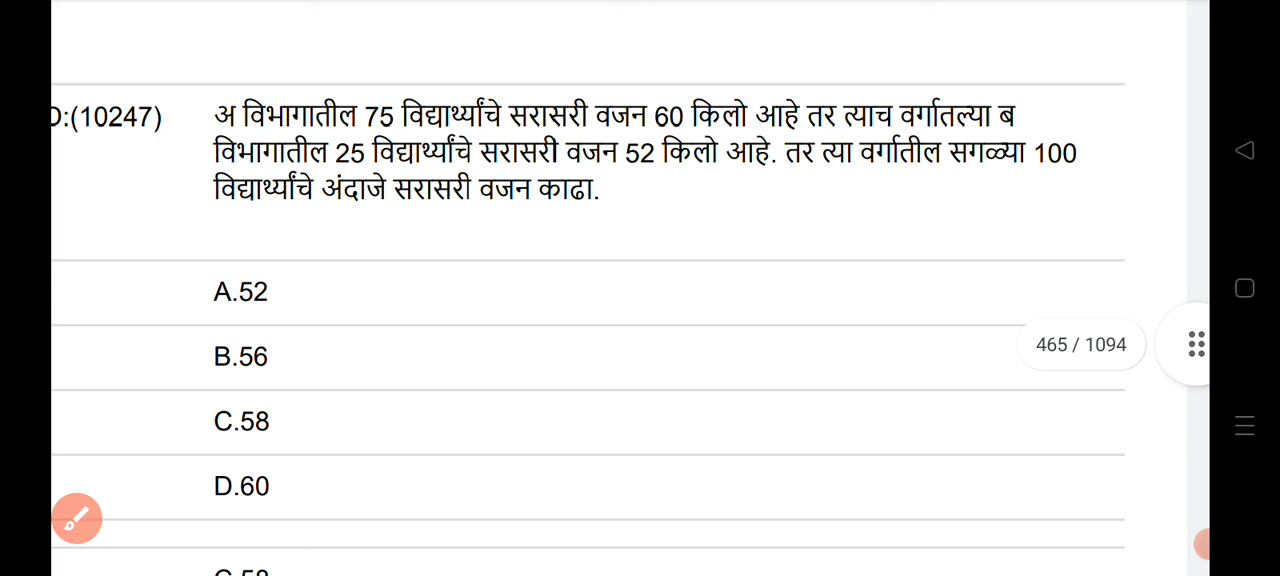 D:(10247) अ विभागातील 75 विद्यार्थ्यांचे सरासरी वजन 60 किलो आहे तर त्याच वर्गातल्या ब
विभागातील 25 विद्यार्थ्यांचे सरासरी वजन 52 किलो आहे. तर त्या वर्गातील सगळ्या 100
विद्यार्थ्यांचे अंदाजे सरासरी वजन काढा.
A.52
465 / 1094
B.56
C.58
D.60
C.58